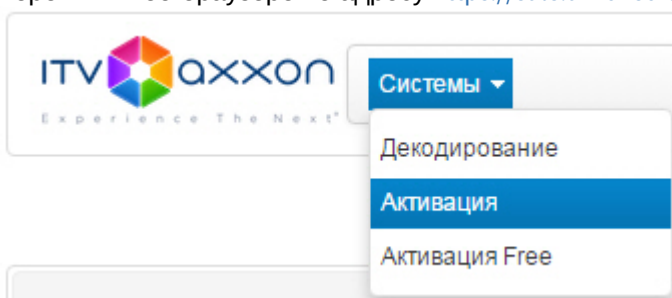 ITV axxon
Experience The Next®
Системы
Декодирование
Активация
Активация Free